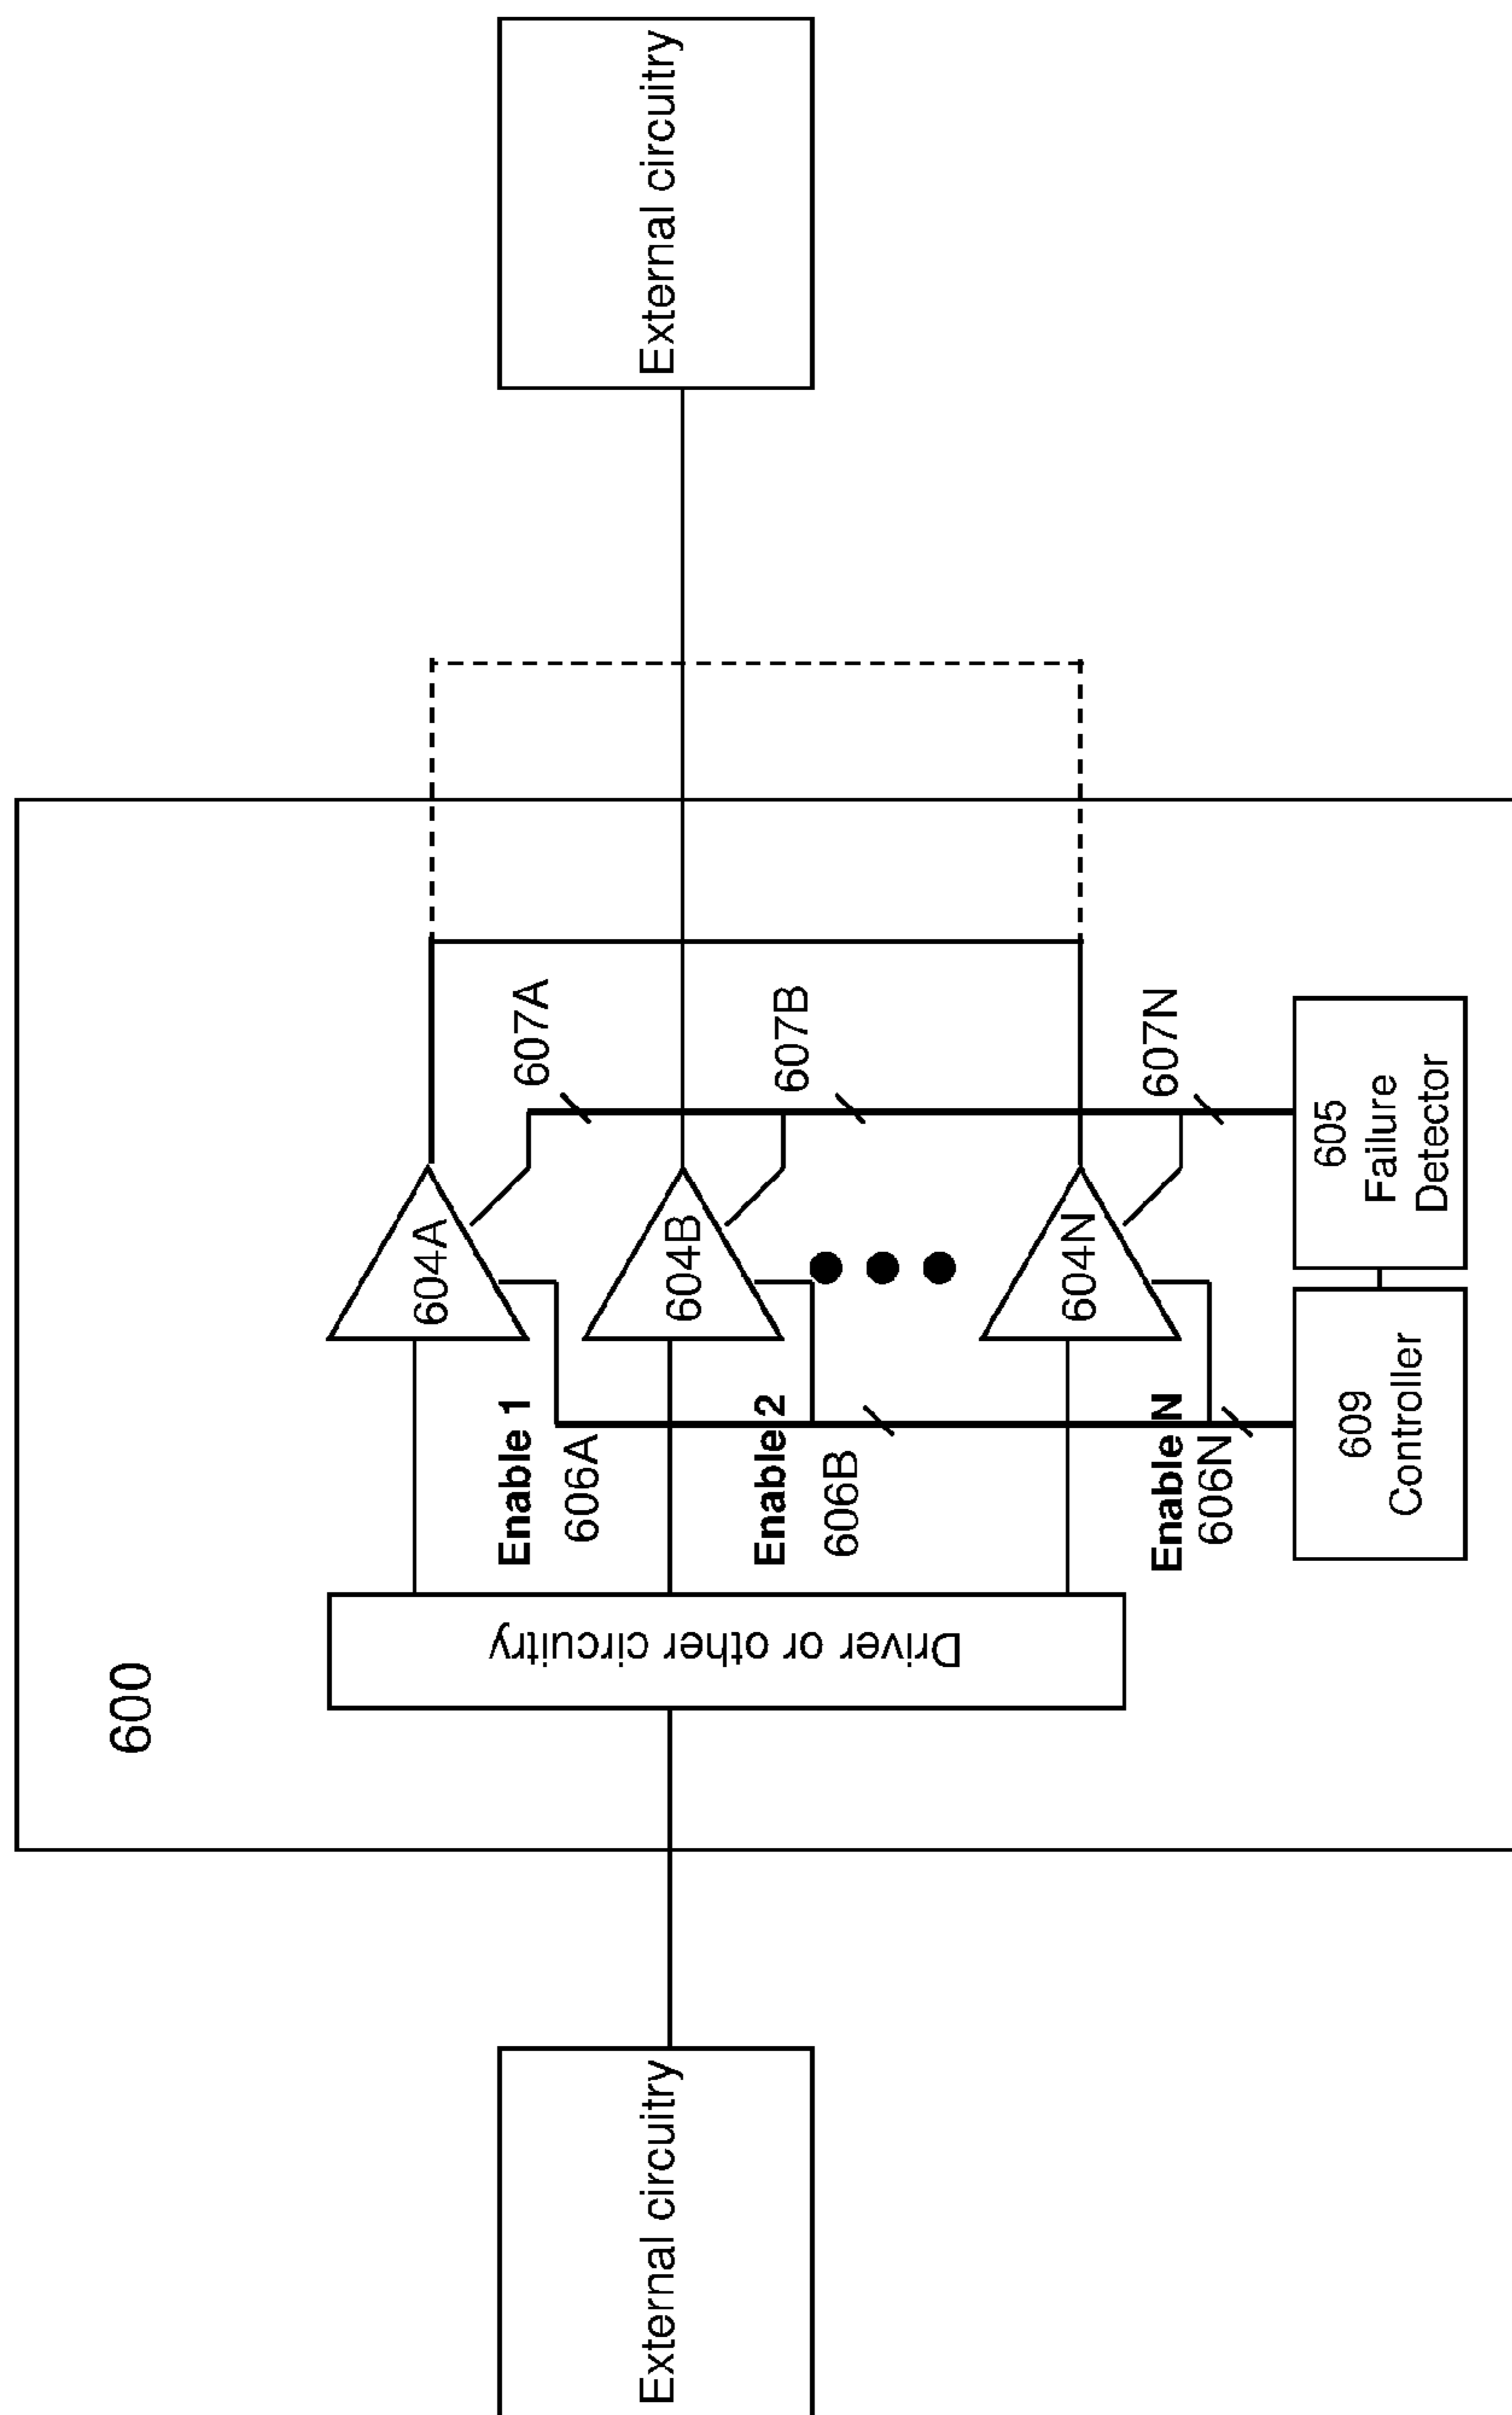 600
External circuitry
Driver or other circuitry
604A
Enable 1
606A
607A
604B
Enable 2
606B
607B
604N
Enable N
606N
607N
609
Controller
605
Failure
Detector
External circuitry